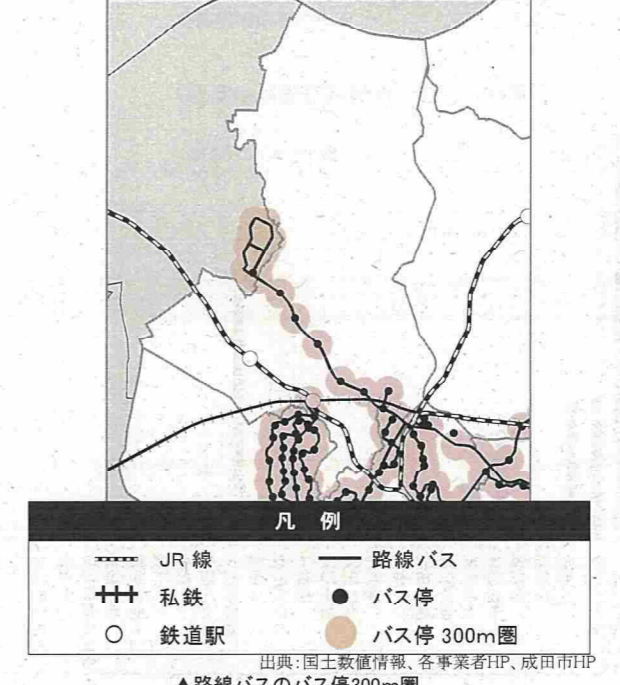 凡 例
JR 線 路線バス
私鉄 バス停
鉄道駅 バス停 300m圏
出典:国土数値情報、各事業者HP、成田市HP
▲路線バスのバス停300m圏